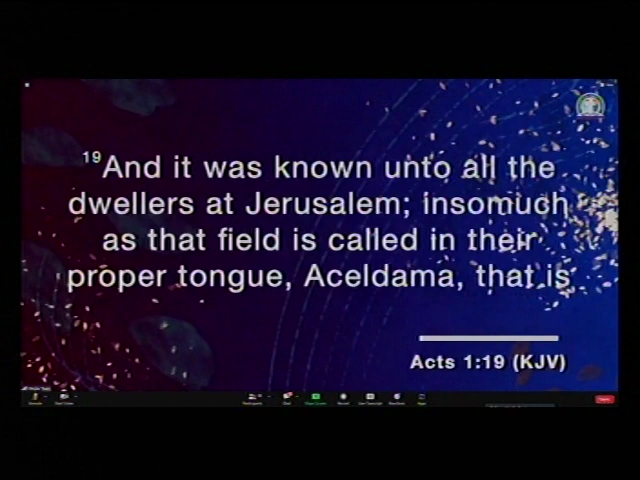 19And it was known unto all the
dwellers at Jerusalem; insomuch
as that field is called in their
proper tongue, Aceldama, that is
Acts 1:19 (KJV)